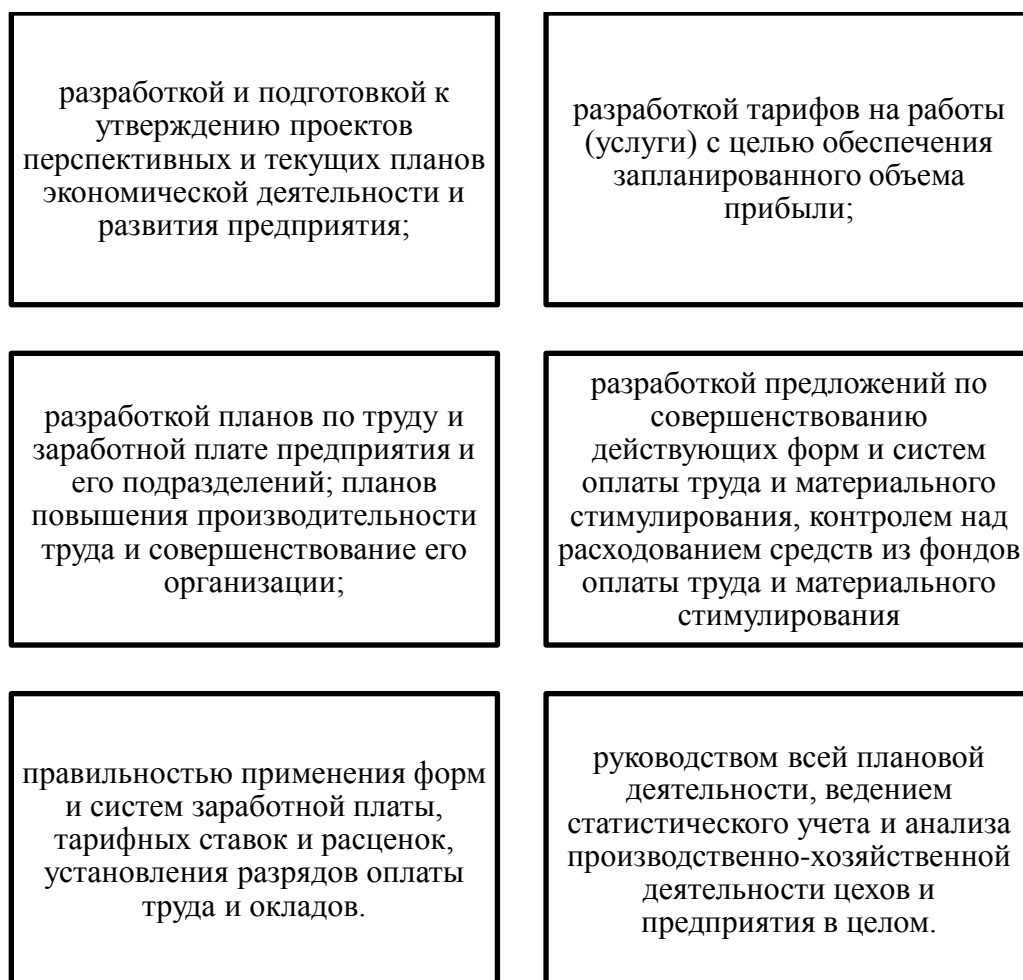 разработкой и подготовкой к
утверждению проектов
перспективных и текущих планов
экономической деятельности и
развития предприятия;
разработкой тарифов на работы
(услуги) с целью обеспечения
запланированного объема
прибыли;
разработкой планов по труду и
заработной плате предприятия и
его подразделений; планов
повышения производительности
труда и совершенствование его
организации;
разработкой предложений по
совершенствованию
действующих форм и систем
оплаты труда и материального
стимулирования, контролем над
расходованием средств из фондов
оплаты труда и материального
стимулирования
правильностью применения форм
и систем заработной платы,
тарифных ставок и расценок,
установления разрядов оплаты
труда и окладов.
руководством всей плановой
деятельности, ведением
статистического учета и анализа
производственно-хозяйственной
деятельности цехов и
предприятия в целом.